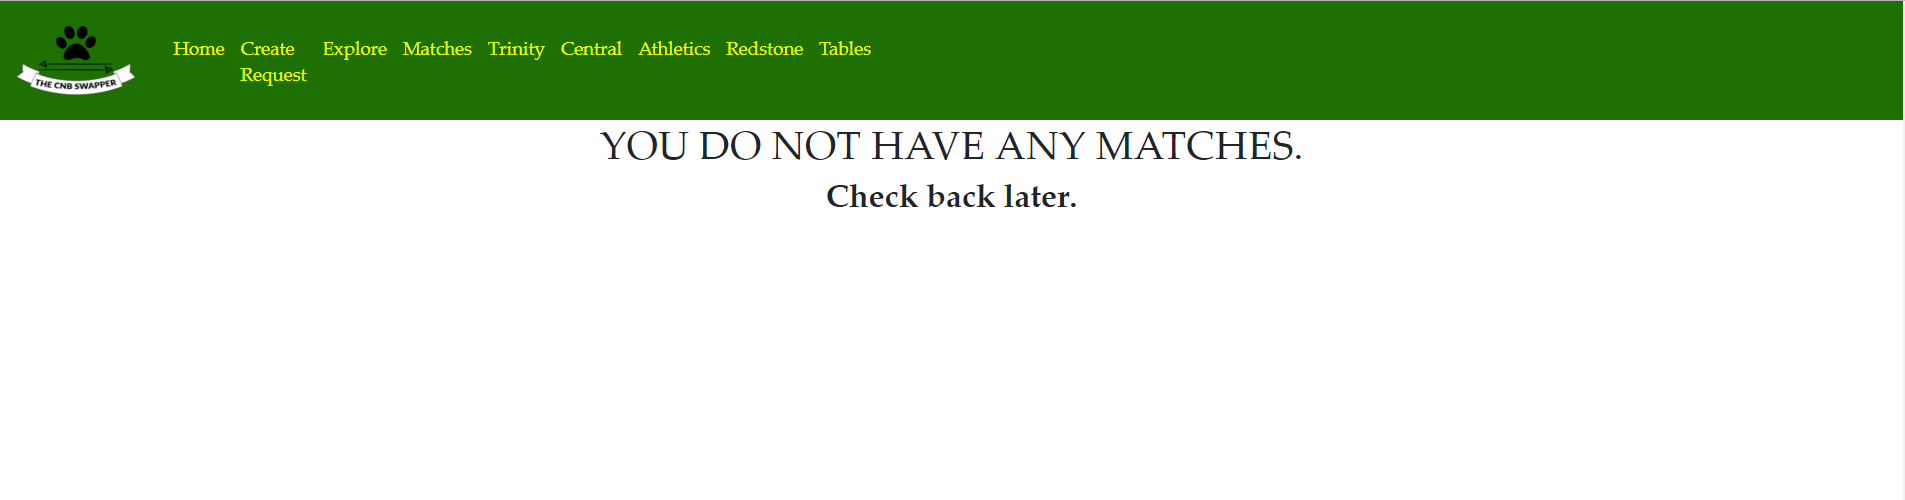 THE CNB SWAPPER
Home Create Request Explore Matches Trinity Central Athletics Redstone Tables
YOU DO NOT HAVE ANY MATCHES.
Check back later.